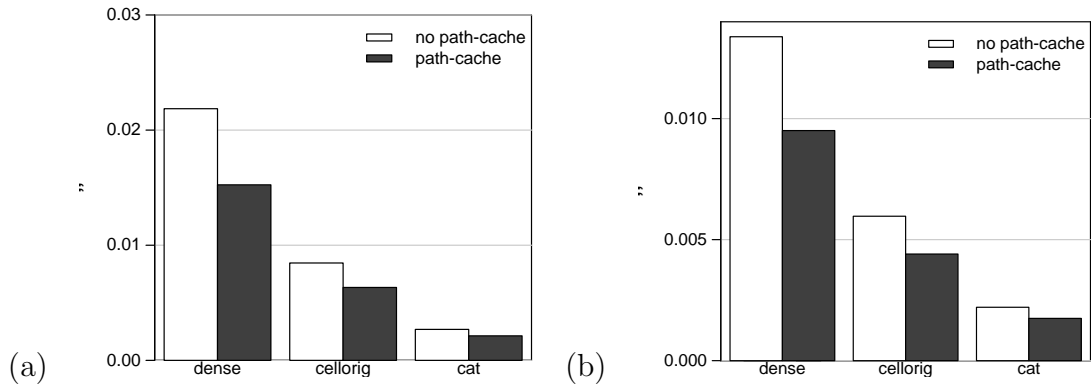 0.03
no path-cache
path-cache
0.02
”
0.01
0.00
dense
cellorig
cat
(a)
no path-cache
path-cache
0.010
”
0.005
0.000
dense
cellorig
cat
(b)